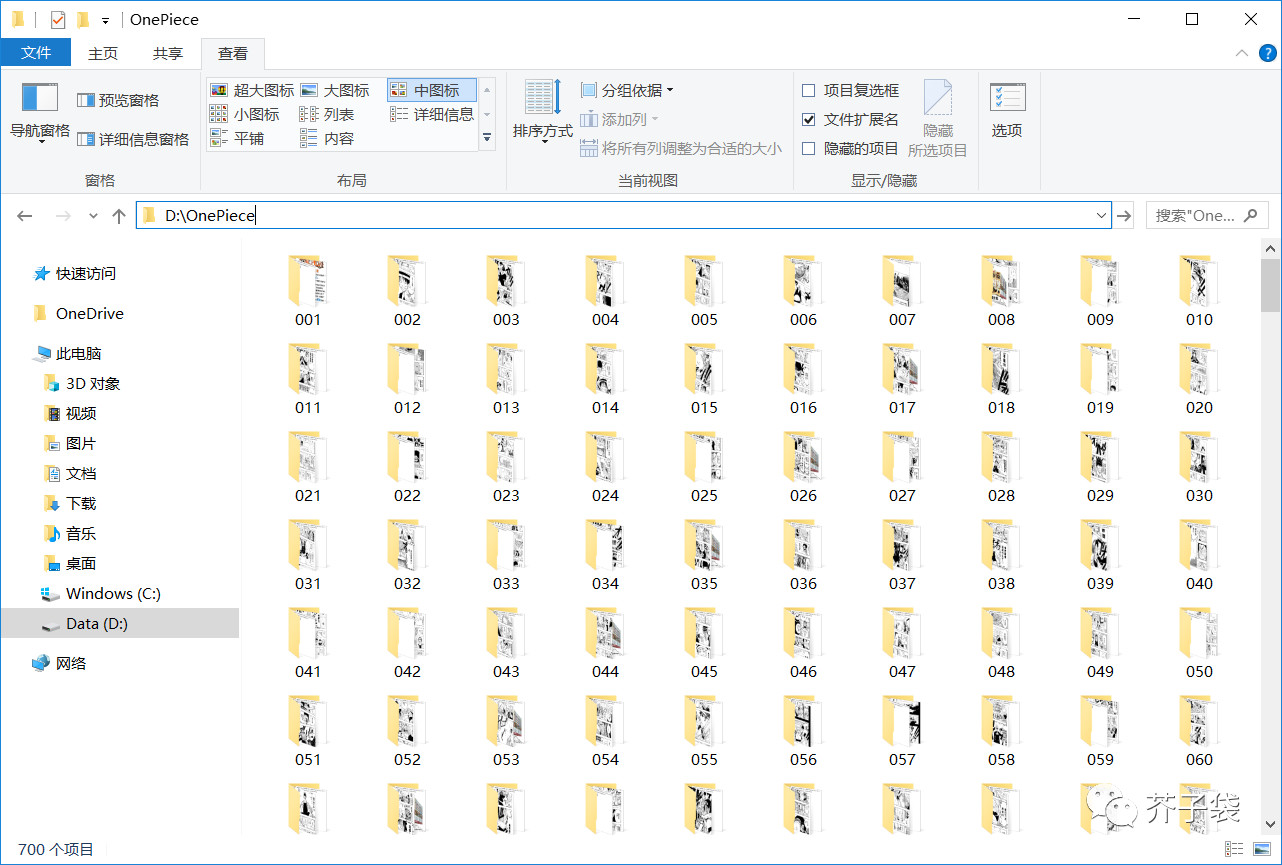 OnePiece
文件 主页 共享 查看
超大图标 大图标 中图标
小图标 列表 详细信息
平铺 内容
导航窗格 预览窗格
详细信息窗格
排序方式 分组依据
添加列
将所有列调整为合适的大小
项目复选框
文件扩展名
隐藏的项目
隐藏
所选项目
选项
窗格 布局 当前视图 显示/隐藏
D:\OnePiece
搜索"One...
快速访问
OneDrive
此电脑
3D 对象
视频
图片
文档
下载
音乐
桌面
Windows (C:)
Data (D:)
网络
001 002 003 004 005 006 007 008 009 010
011 012 013 014 015 016 017 018 019 020
021 022 023 024 025 026 027 028 029 030
031 032 033 034 035 036 037 038 039 040
041 042 043 044 045 046 047 048 049 050
051 052 053 054 055 056 057 058 059 060
芥子袋
700 个项目